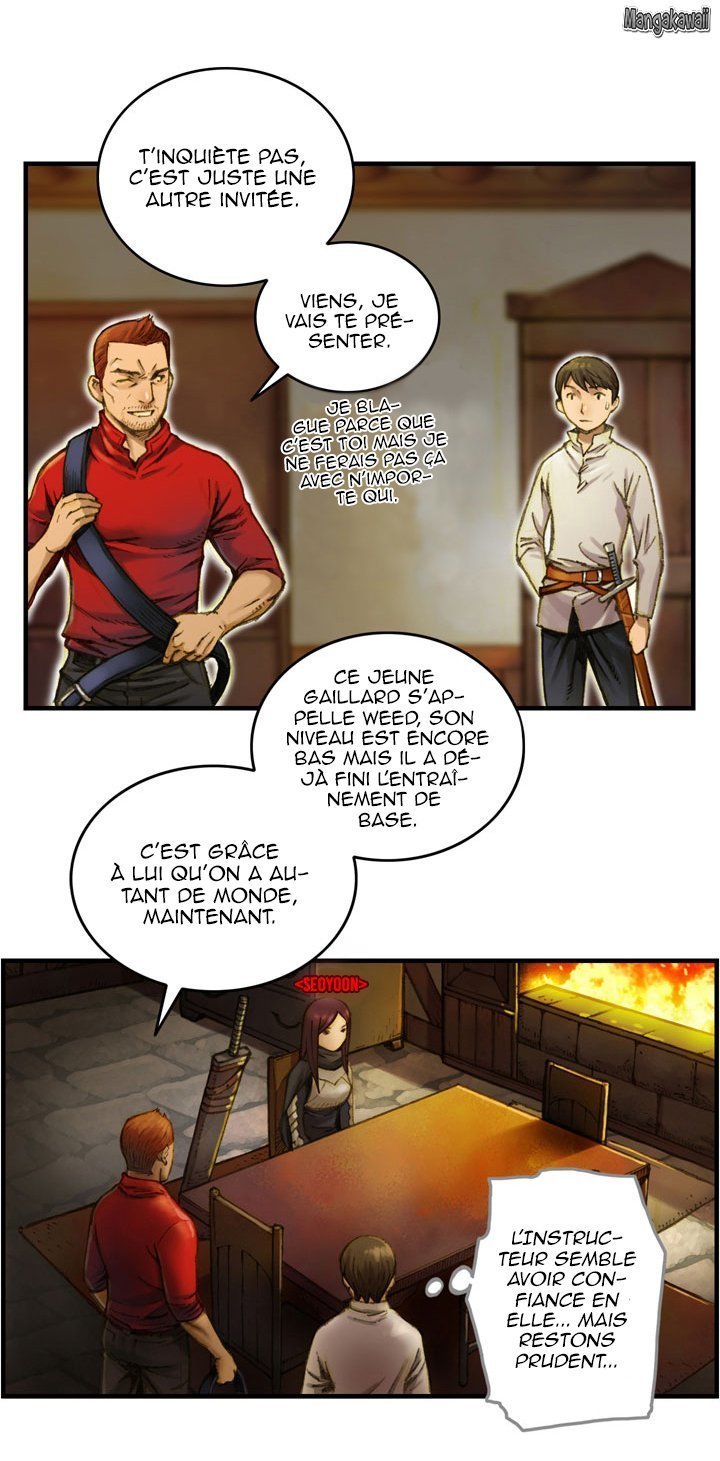 Mangakawaii
T'INQUIÈTE PAS,
C'EST JUSTE UNE
AUTRE INVITÉE.
VIENS, JE
VAIS TE PRÉ-
SENTER.
JE BLA-
GUE PARCE QUE
C'EST TOI MAIS JE
NE FERAIS PAS ÇA
AVEC N'IMPOR-
TE QUI.
CE JEUNE
GAILLARD S'AP-
PELLE WEED, SON
NIVEAU EST ENCORE
BAS MAIS IL A DÉ-
JÀ FINI L'ENTRAÎ-
NEMENT DE
BASE.
C'EST GRÂCE
À LUI QU'ON A AU-
TANT DE MONDE,
MAINTENANT.
<SEOYOON>
L'INSTRUC-
TEUR SEMBLE
AVOIR CON-
FIANCE EN
ELLE... MAIS
RESTONS
PRUDENT...